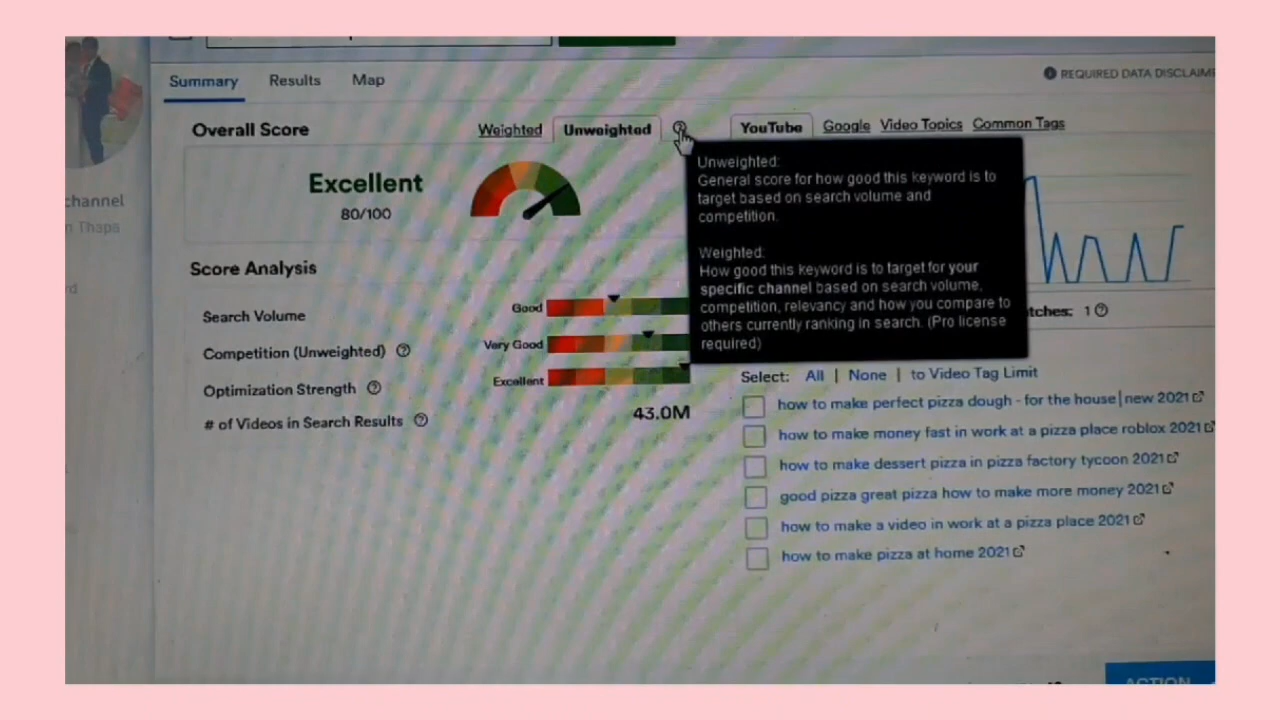 Summary Results Map
REQUIRED DATA DISCLAIM
Overall Score
Weighted Unweighted
YouTube Google Video Topics Common Tags
Excellent
80/100
Unweighted:
General score for how good this keyword is to
target based on search volume and
competition.
Weighted:
How good this keyword is to target for your
specific channel based on search volume,
competition, relevancy and how you compare to
others currently ranking in search. (Pro license
required)
channel
Thapa
Score Analysis
Search Volume Good
Competition (Unweighted) Very Good
Optimization Strength Excellent
# of Videos in Search Results 43.0M
tches: 1
Select: All | None | to Video Tag Limit
how to make perfect pizza dough - for the house|new 2021
how to make money fast in work at a pizza place roblox 2021
how to make dessert pizza in pizza factory tycoon 2021
good pizza great pizza how to make more money 2021
how to make a video in work at a pizza place 2021
how to make pizza at home 2021
ACTION